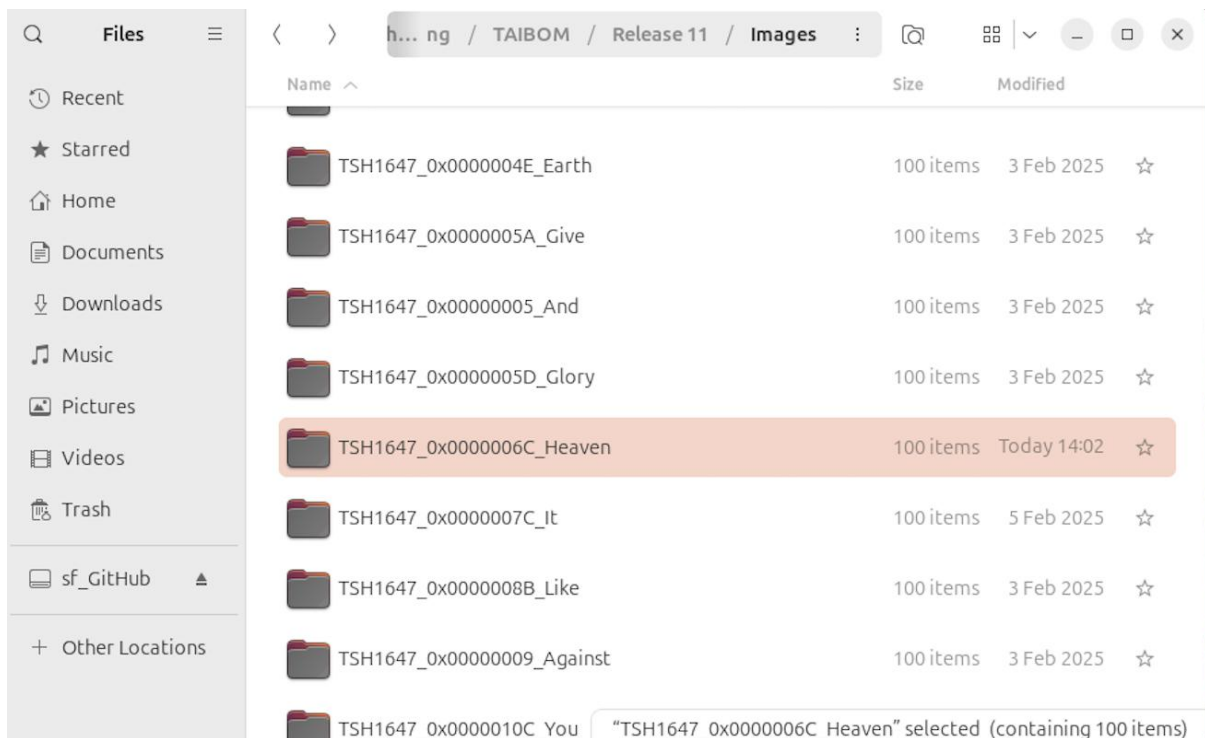 Files
h... ng / TAIBOM / Release 11 / Images
Name Size Modified
Recent
Starred
Home
Documents
Downloads
Music
Pictures
Videos
Trash
sf_GitHub
+ Other Locations
TSH1647_0x0000004E_Earth 100 items 3 Feb 2025
TSH1647_0x0000005A_Give 100 items 3 Feb 2025
TSH1647_0x00000005_And 100 items 3 Feb 2025
TSH1647_0x0000005D_Glory 100 items 3 Feb 2025
TSH1647_0x0000006C_Heaven 100 items Today 14:02
TSH1647_0x0000007C_It 100 items 5 Feb 2025
TSH1647_0x0000008B_Like 100 items 3 Feb 2025
TSH1647_0x00000009_Against 100 items 3 Feb 2025
TSH1647_0x0000010C_You
“TSH1647_0x0000006C_Heaven” selected (containing 100 items)